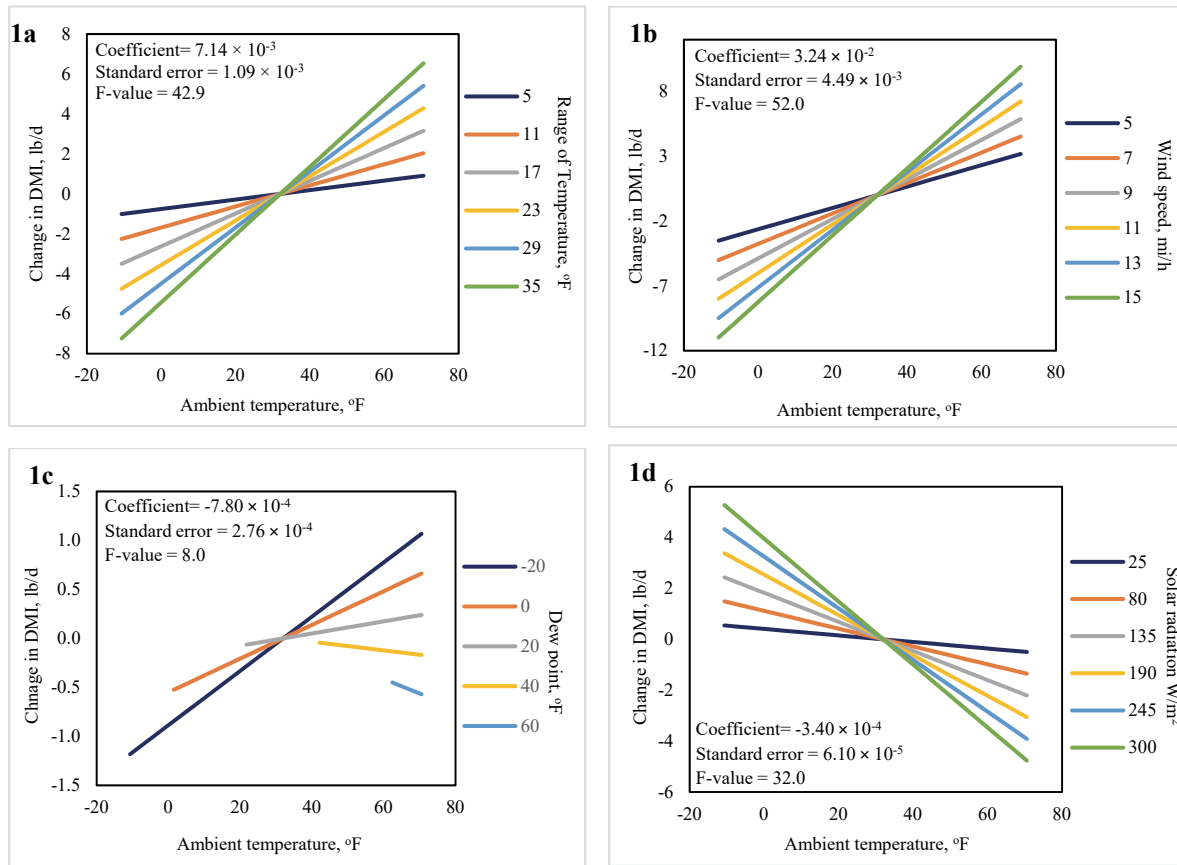 1a
Coefficient= 7.14 × 10-3
Standard error = 1.09 × 10-3
F-value = 42.9
8
6
4
2
0
-2
-4
-6
-8
Change in DMI, lb/d
-20 0 20 40 60 80
Ambient temperature, oF
5
11
17
23
29
35
Range of Temperature, oF
1b
Coefficient= 3.24 × 10-2
Standard error = 4.49 × 10-3
F-value = 52.0
8
3
-2
-7
-12
Change in DMI, lb/d
-20 0 20 40 60 80
Ambient temperature, oF
5
7
9
11
13
15
Wind speed, mi/h
1c
Coefficient= -7.80 × 10-4
Standard error = 2.76 × 10-4
F-value = 8.0
1.5
1.0
0.5
0.0
-0.5
-1.0
-1.5
Chnage in DMI, lb/d
-20 0 20 40 60 80
Ambient temperature, oF
-20
0
20
40
60
Dew point, oF
1d
6
4
2
0
-2
-4
-6
Change in DMI, lb/d
Coefficient= -3.40 × 10-4
Standard error = 6.10 × 10-5
F-value = 32.0
-20 0 20 40 60 80
Ambient temperature, oF
25
80
135
190
245
300
Solar radiation W/m2